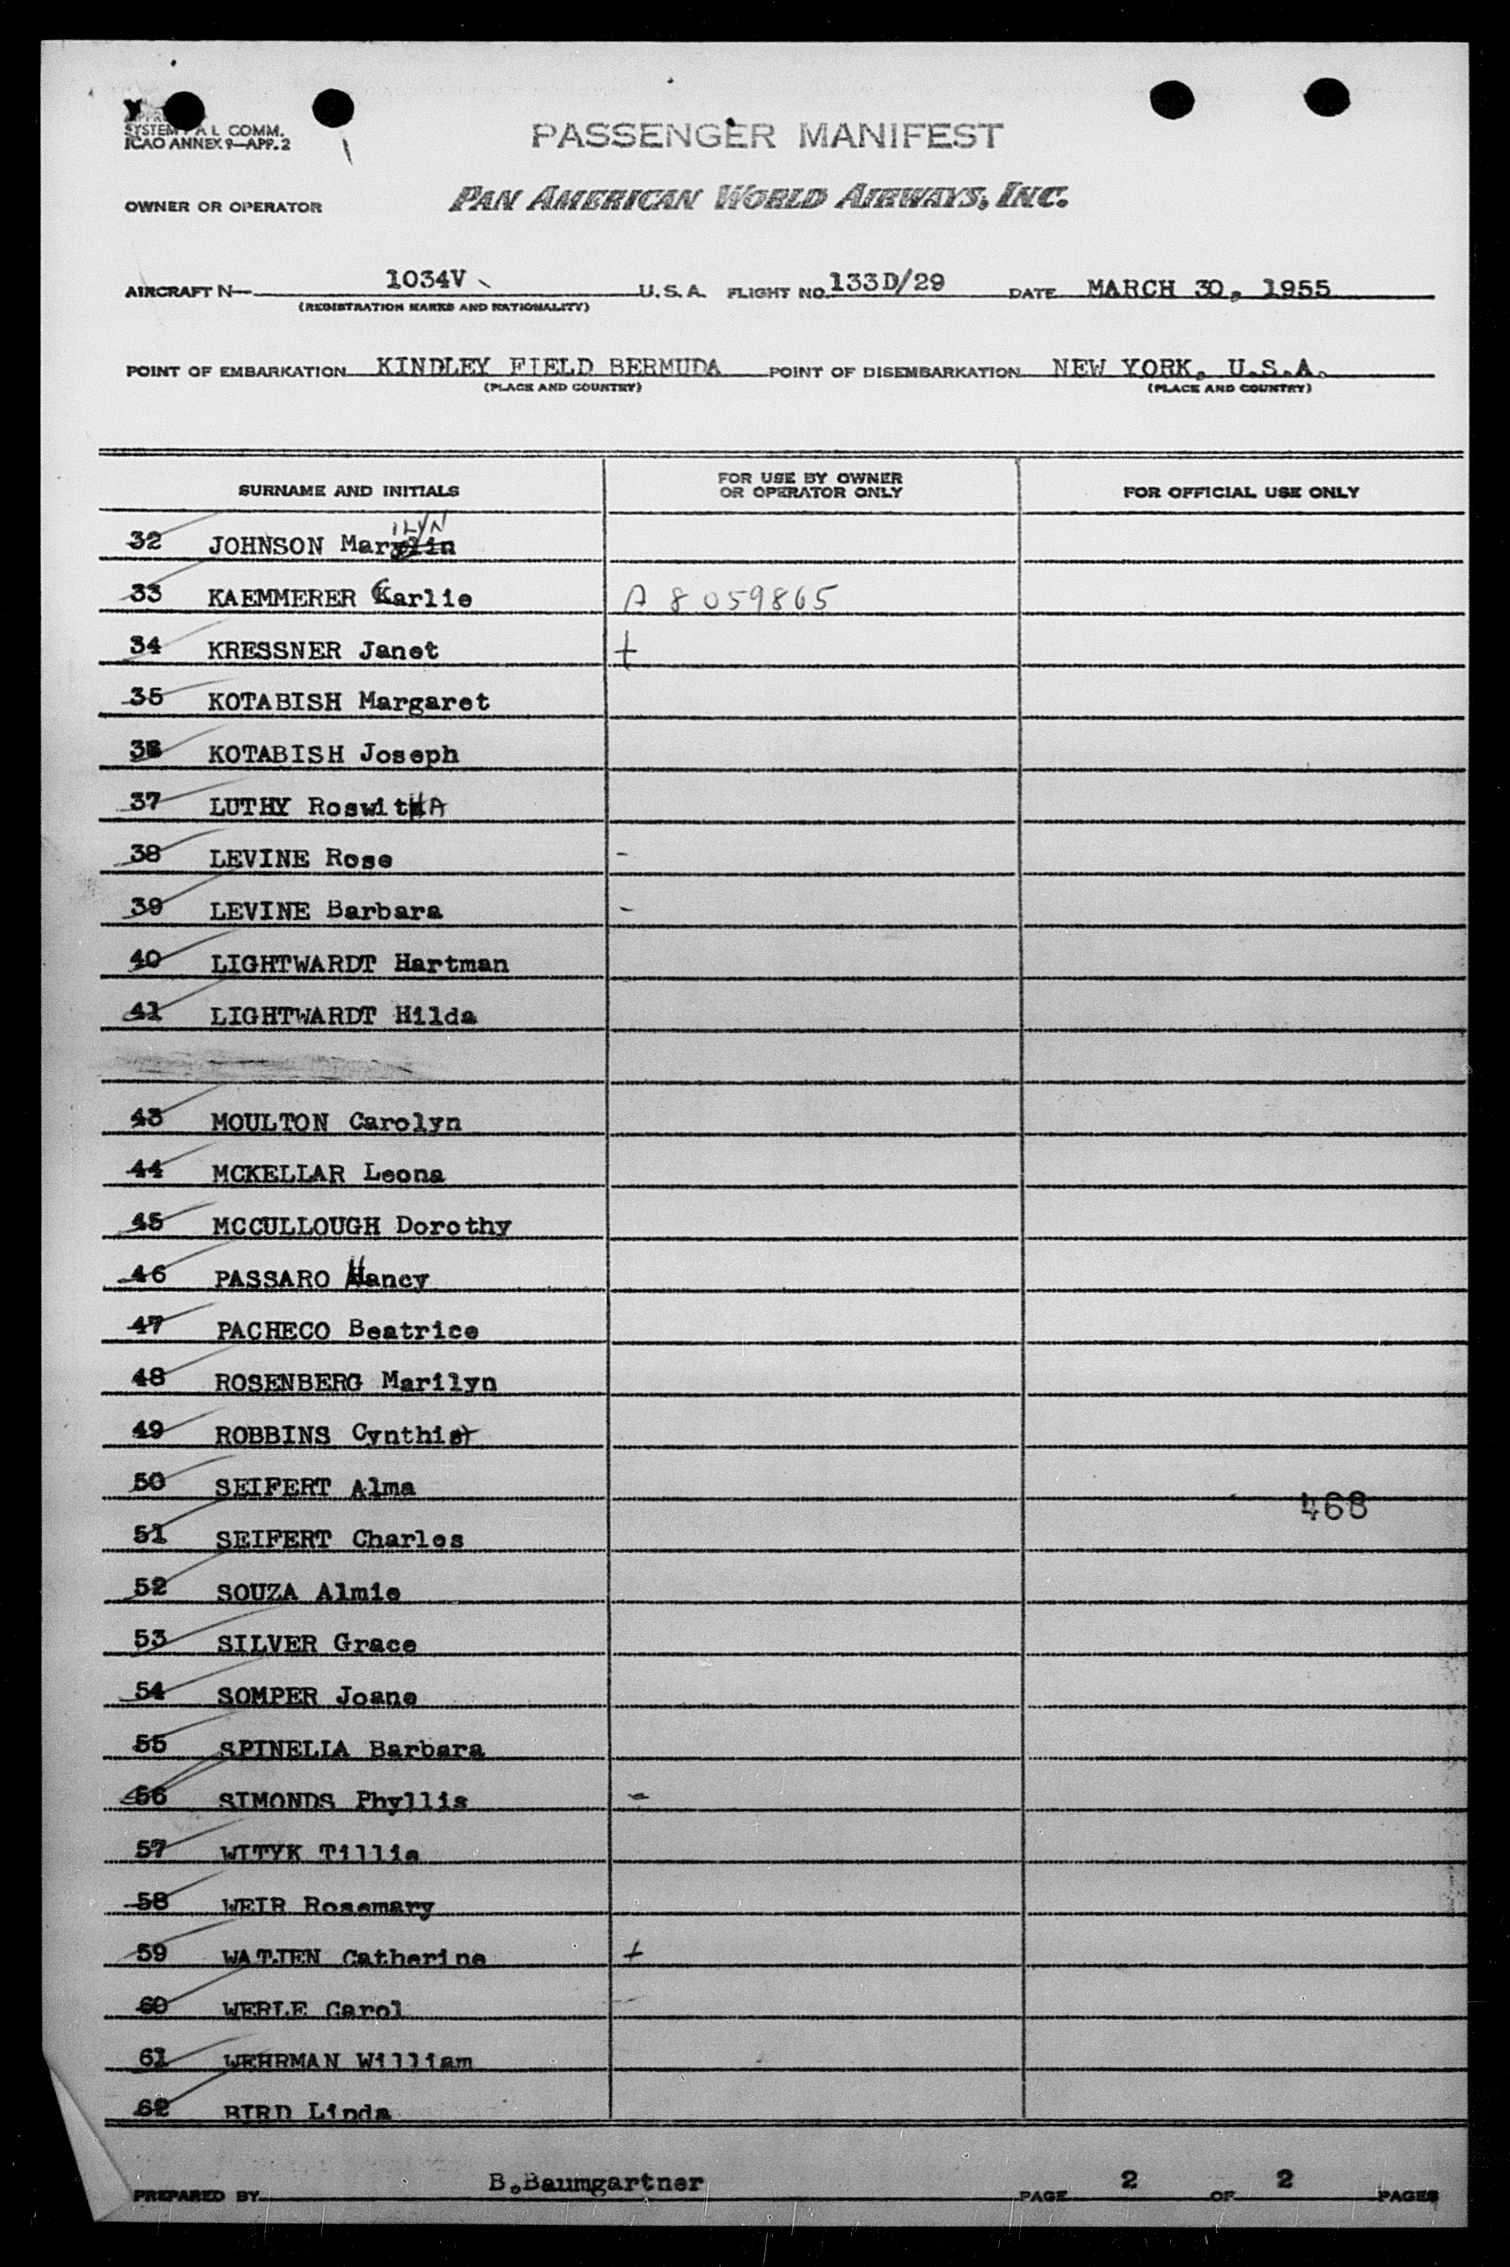 SYSTEM P A L COMM.
ICAO ANNEX 9—APP. 2
PASSENGER MANIFEST
OWNER OR OPERATOR PAN AMERICAN WORLD AIRWAYS, INC.
AIRCRAFT N— 1034V U.S.A. FLIGHT NO. 133D/29 DATE MARCH 30, 1955
(REGISTRATION MARKS AND NATIONALITY)
POINT OF EMBARKATION KINDLEY FIELD BERMUDA POINT OF DISEMBARKATION NEW YORK, U.S.A.
(PLACE AND COUNTRY) (PLACE AND COUNTRY)
SURNAME AND INITIALS FOR USE BY OWNER OR OPERATOR ONLY FOR OFFICIAL USE ONLY
ILYN
32 JOHNSON Marylin
33 KAEMMERER Carlie A 8 059865
34 KRESSNER Janet +
35 KOTABISH Margaret
36 KOTABISH Joseph
37 LUTHY RoswitHA
38 LEVINE Rose -
39 LEVINE Barbara -
40 LIGHTWARDT Hartman
41 LIGHTWARDT Hilda
43 MOULTON Carolyn
44 MCKELLAR Leona
45 MCCULLOUGH Dorothy
46 PASSARO Nancy
47 PACHECO Beatrice
48 ROSENBERG Marilyn
49 ROBBINS Cynthia
50 SEIFERT Alma
468
51 SEIFERT Charles
52 SOUZA Almie
53 SILVER Grace
54 SOMPER Joane
55 SPINELIA Barbara
56 SIMONDS Phyllis -
57 WITYK Tillie
58 WEIR Rosemary
59 WATJEN Catherine +
60 WERLE Carol
61 WEHRMAN William
62 BIRD Linda
PREPARED BY B.Baumgartner PAGE 2 OF 2 PAGES